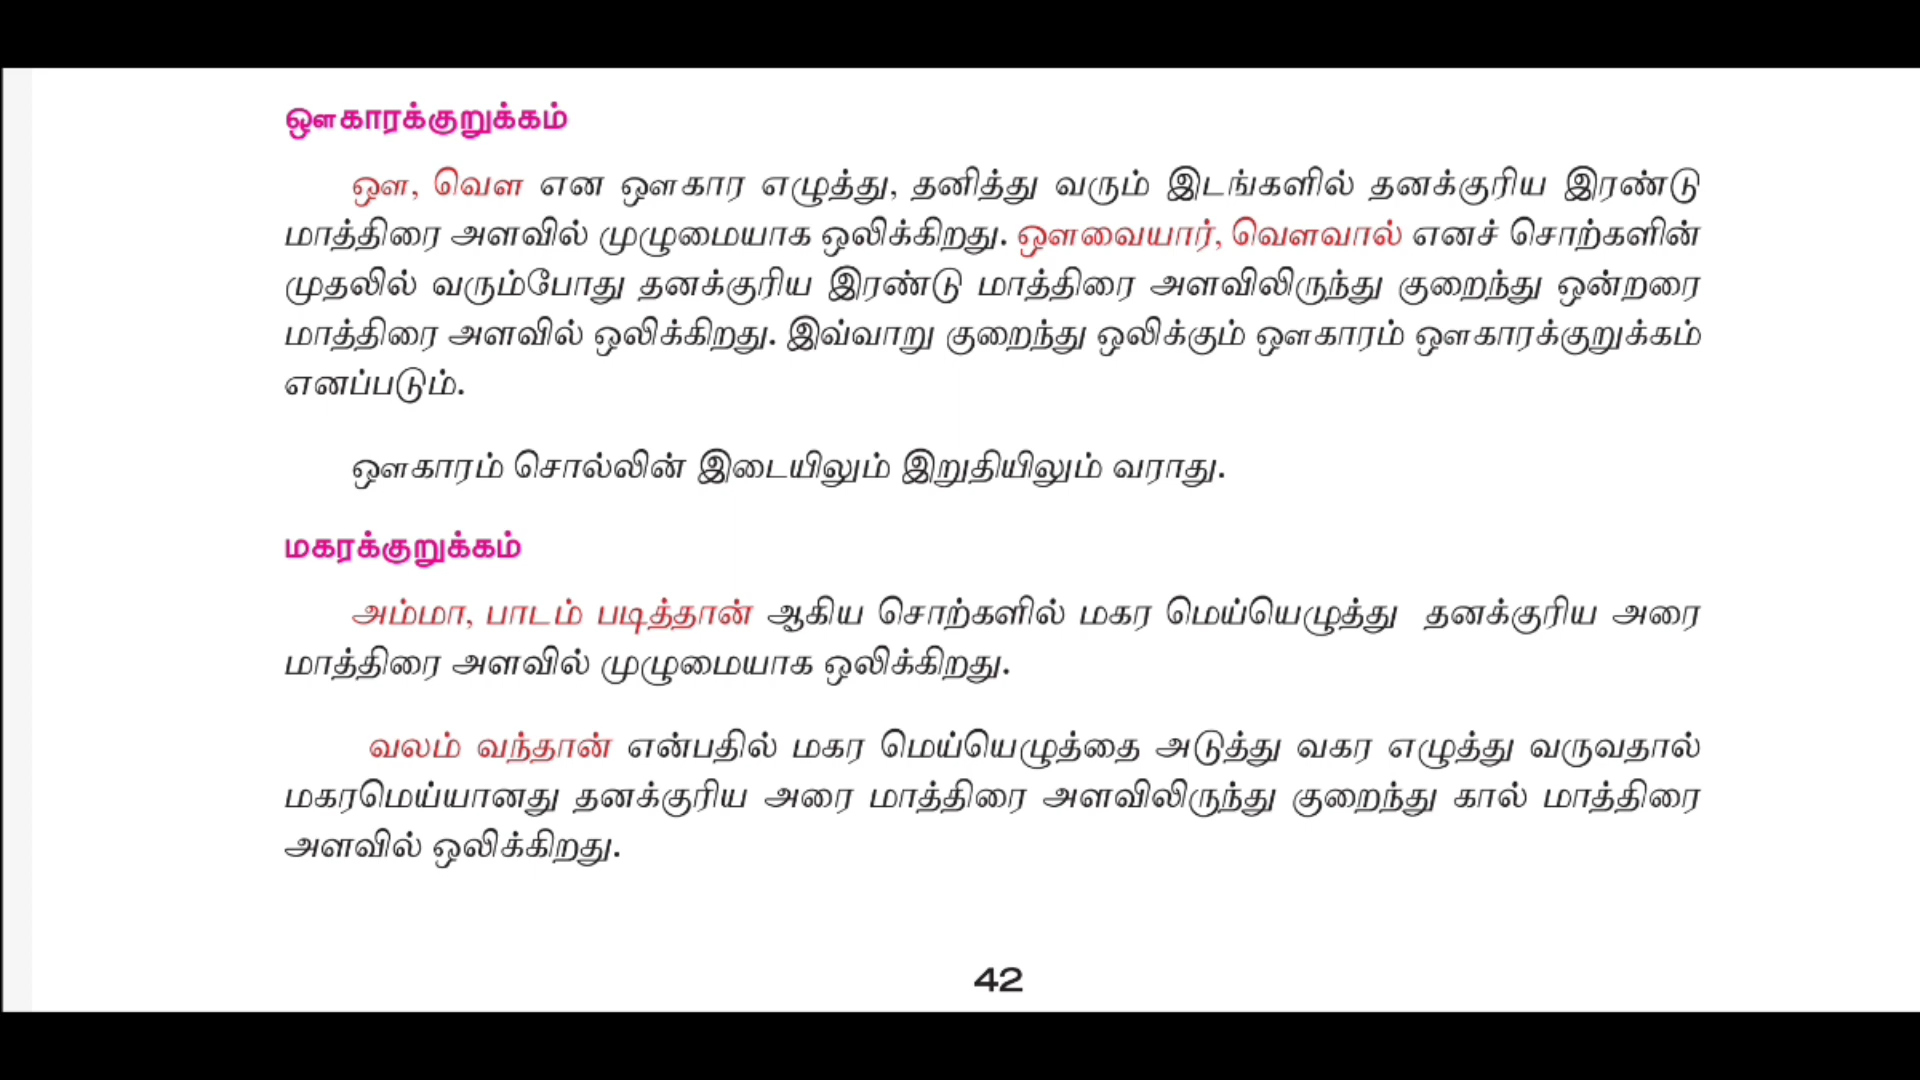 ஔகாரக்குறுக்கம்
ஔ, வௌ என ஔகார எழுத்து, தனித்து வரும் இடங்களில் தனக்குரிய இரண்டு
மாத்திரை அளவில் முழுமையாக ஒலிக்கிறது. ஔவையார், வௌவால் எனச் சொற்களின்
முதலில் வரும்போது தனக்குரிய இரண்டு மாத்திரை அளவிலிருந்து குறைந்து ஒன்றரை
மாத்திரை அளவில் ஒலிக்கிறது. இவ்வாறு குறைந்து ஒலிக்கும் ஔகாரம் ஔகாரக்குறுக்கம்
எனப்படும்.
ஔகாரம் சொல்லின் இடையிலும் இறுதியிலும் வராது.
மகரக்குறுக்கம்
அம்மா, பாடம் படித்தான் ஆகிய சொற்களில் மகர மெய்யெழுத்து தனக்குரிய அரை
மாத்திரை அளவில் முழுமையாக ஒலிக்கிறது.
வலம் வந்தான் என்பதில் மகர மெய்யெழுத்தை அடுத்து வகர எழுத்து வருவதால்
மகரமெய்யானது தனக்குரிய அரை மாத்திரை அளவிலிருந்து குறைந்து கால் மாத்திரை
அளவில் ஒலிக்கிறது.
42